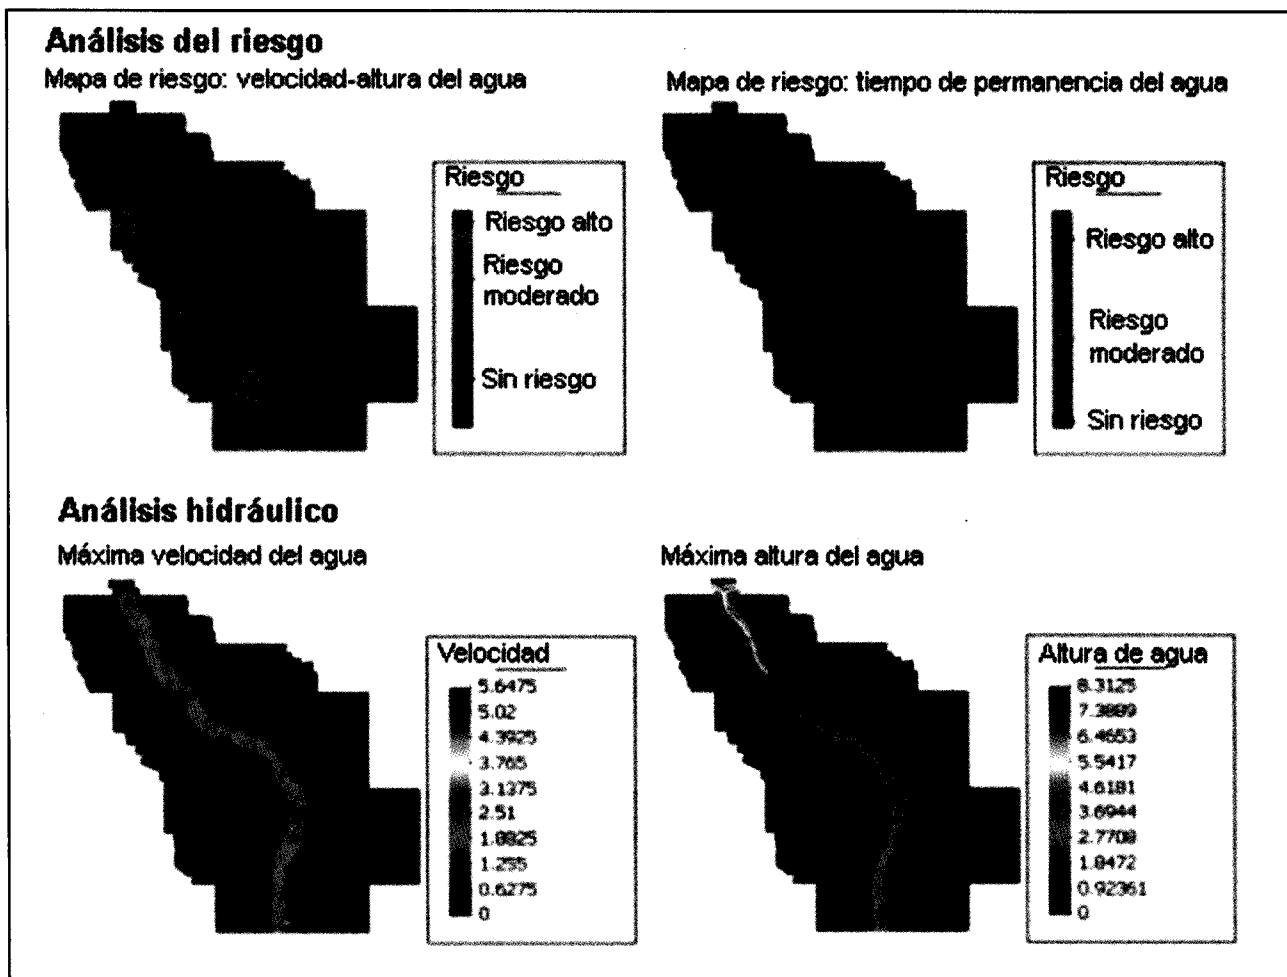 Análisis del riesgo
Mapa de riesgo: velocidad-altura del agua
Riesgo
Riesgo alto
Riesgo
moderado
Sin riesgo
Mapa de riesgo: tiempo de permanencia del agua
Riesgo
Riesgo alto
Riesgo
moderado
Sin riesgo
Análisis hidráulico
Máxima velocidad del agua
Velocidad
5.6475
5.02
4.3925
3.765
3.1375
2.51
1.8825
1.255
0.6275
0
Máxima altura del agua
Altura de agua
8.3125
7.3889
6.4653
5.5417
4.6181
3.6944
2.7708
1.8472
0.92361
0